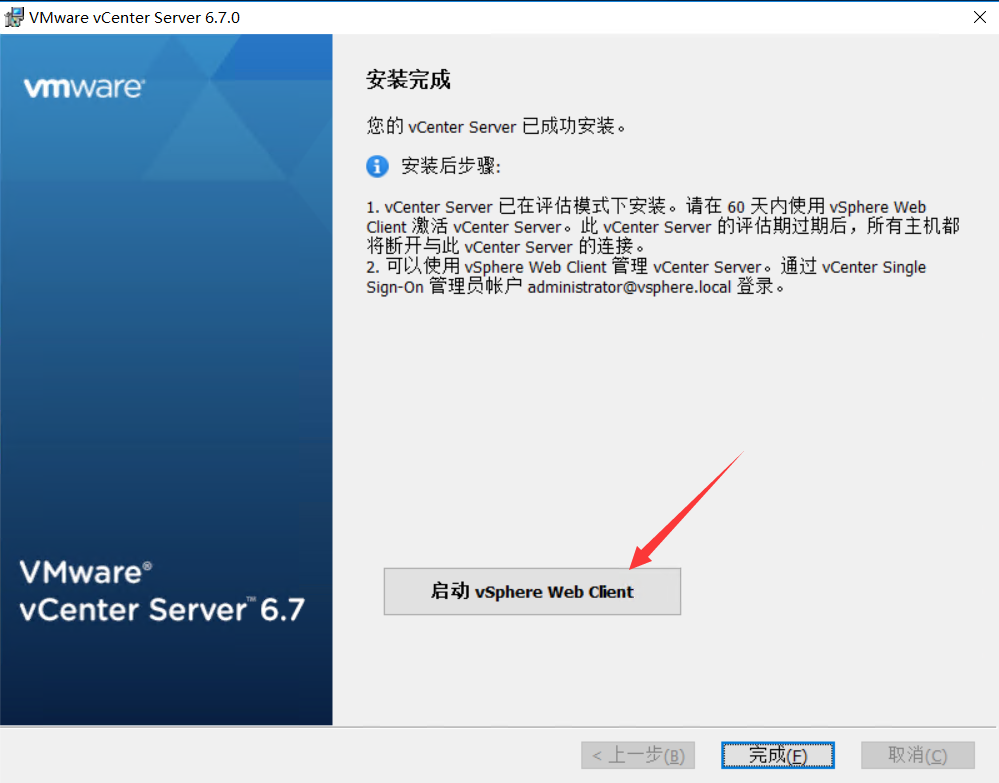 VMware vCenter Server 6.7.0
vmware®
安装完成
您的 vCenter Server 已成功安装。
安装后步骤:
1. vCenter Server 已在评估模式下安装。请在 60 天内使用 vSphere Web
Client 激活 vCenter Server。此 vCenter Server 的评估期过期后，所有主机都
将断开与此 vCenter Server 的连接。
2. 可以使用 vSphere Web Client 管理 vCenter Server。通过 vCenter Single
Sign-On 管理员帐户 administrator@vsphere.local 登录。
VMware®
vCenter Server™ 6.7
启动 vSphere Web Client
< 上一步(B)
完成(F)
取消(C)